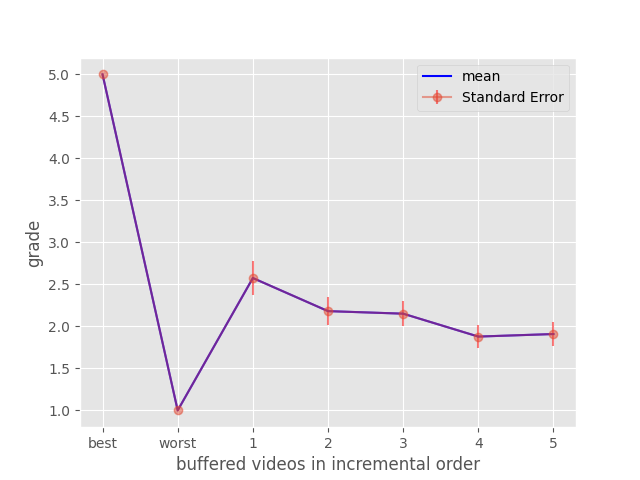 mean
Standard Error
5.0
4.5
4.0
3.5
3.0
2.5
2.0
1.5
1.0
grade
best worst 1 2 3 4 5
buffered videos in incremental order